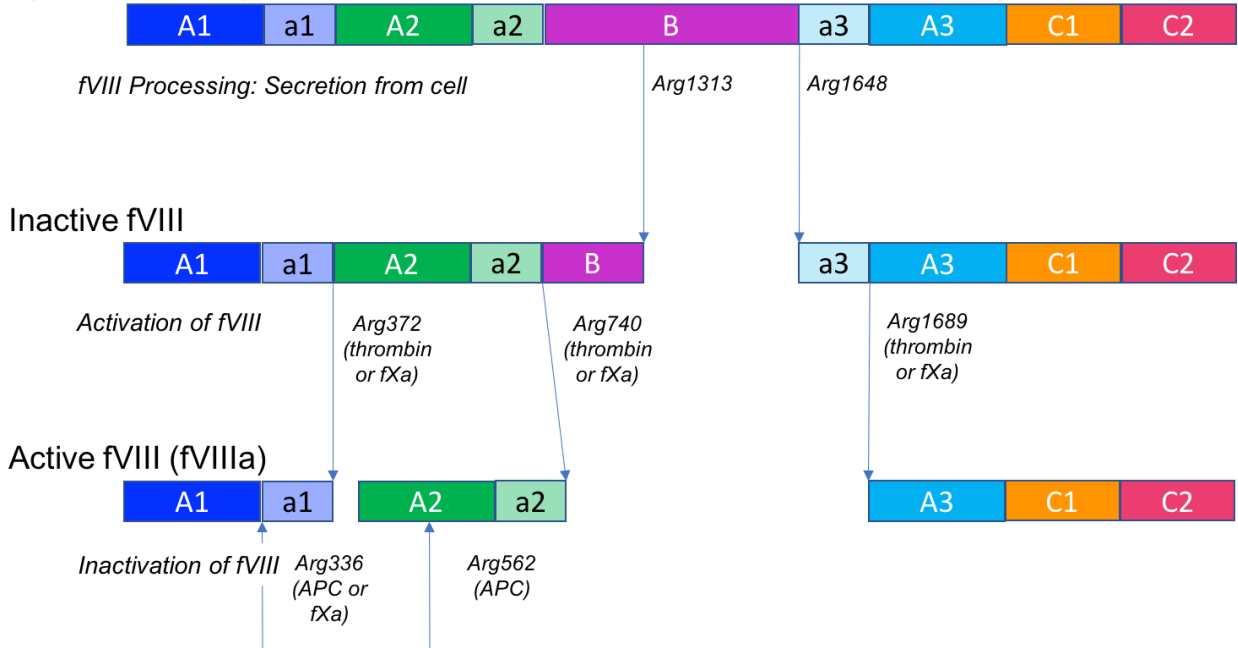 A1 a1 A2 a2 B a3 A3 C1 C2
fVIII Processing: Secretion from cell
Arg1313
Arg1648
Inactive fVIII
A1 a1 A2 a2 B a3 A3 C1 C2
Activation of fVIII
Arg372
(thrombin
or fXa)
Arg740
(thrombin
or fXa)
Arg1689
(thrombin
or fXa)
Active fVIII (fVIIIa)
A1 a1 A2 a2 A3 C1 C2
Inactivation of fVIII
Arg336
(APC or
fXa)
Arg562
(APC)